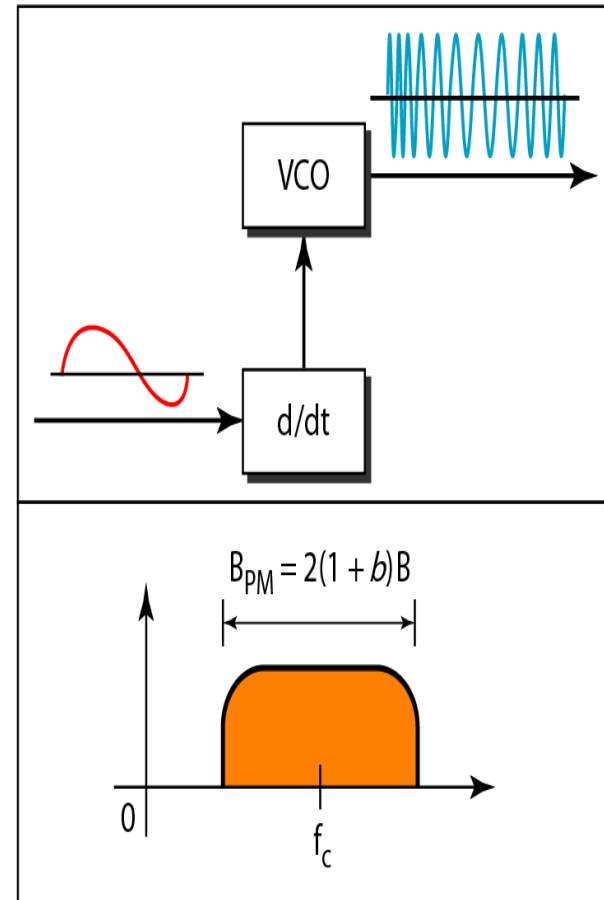 VCO
d/dt
B_PM = 2(1 + b)B
0
f_c